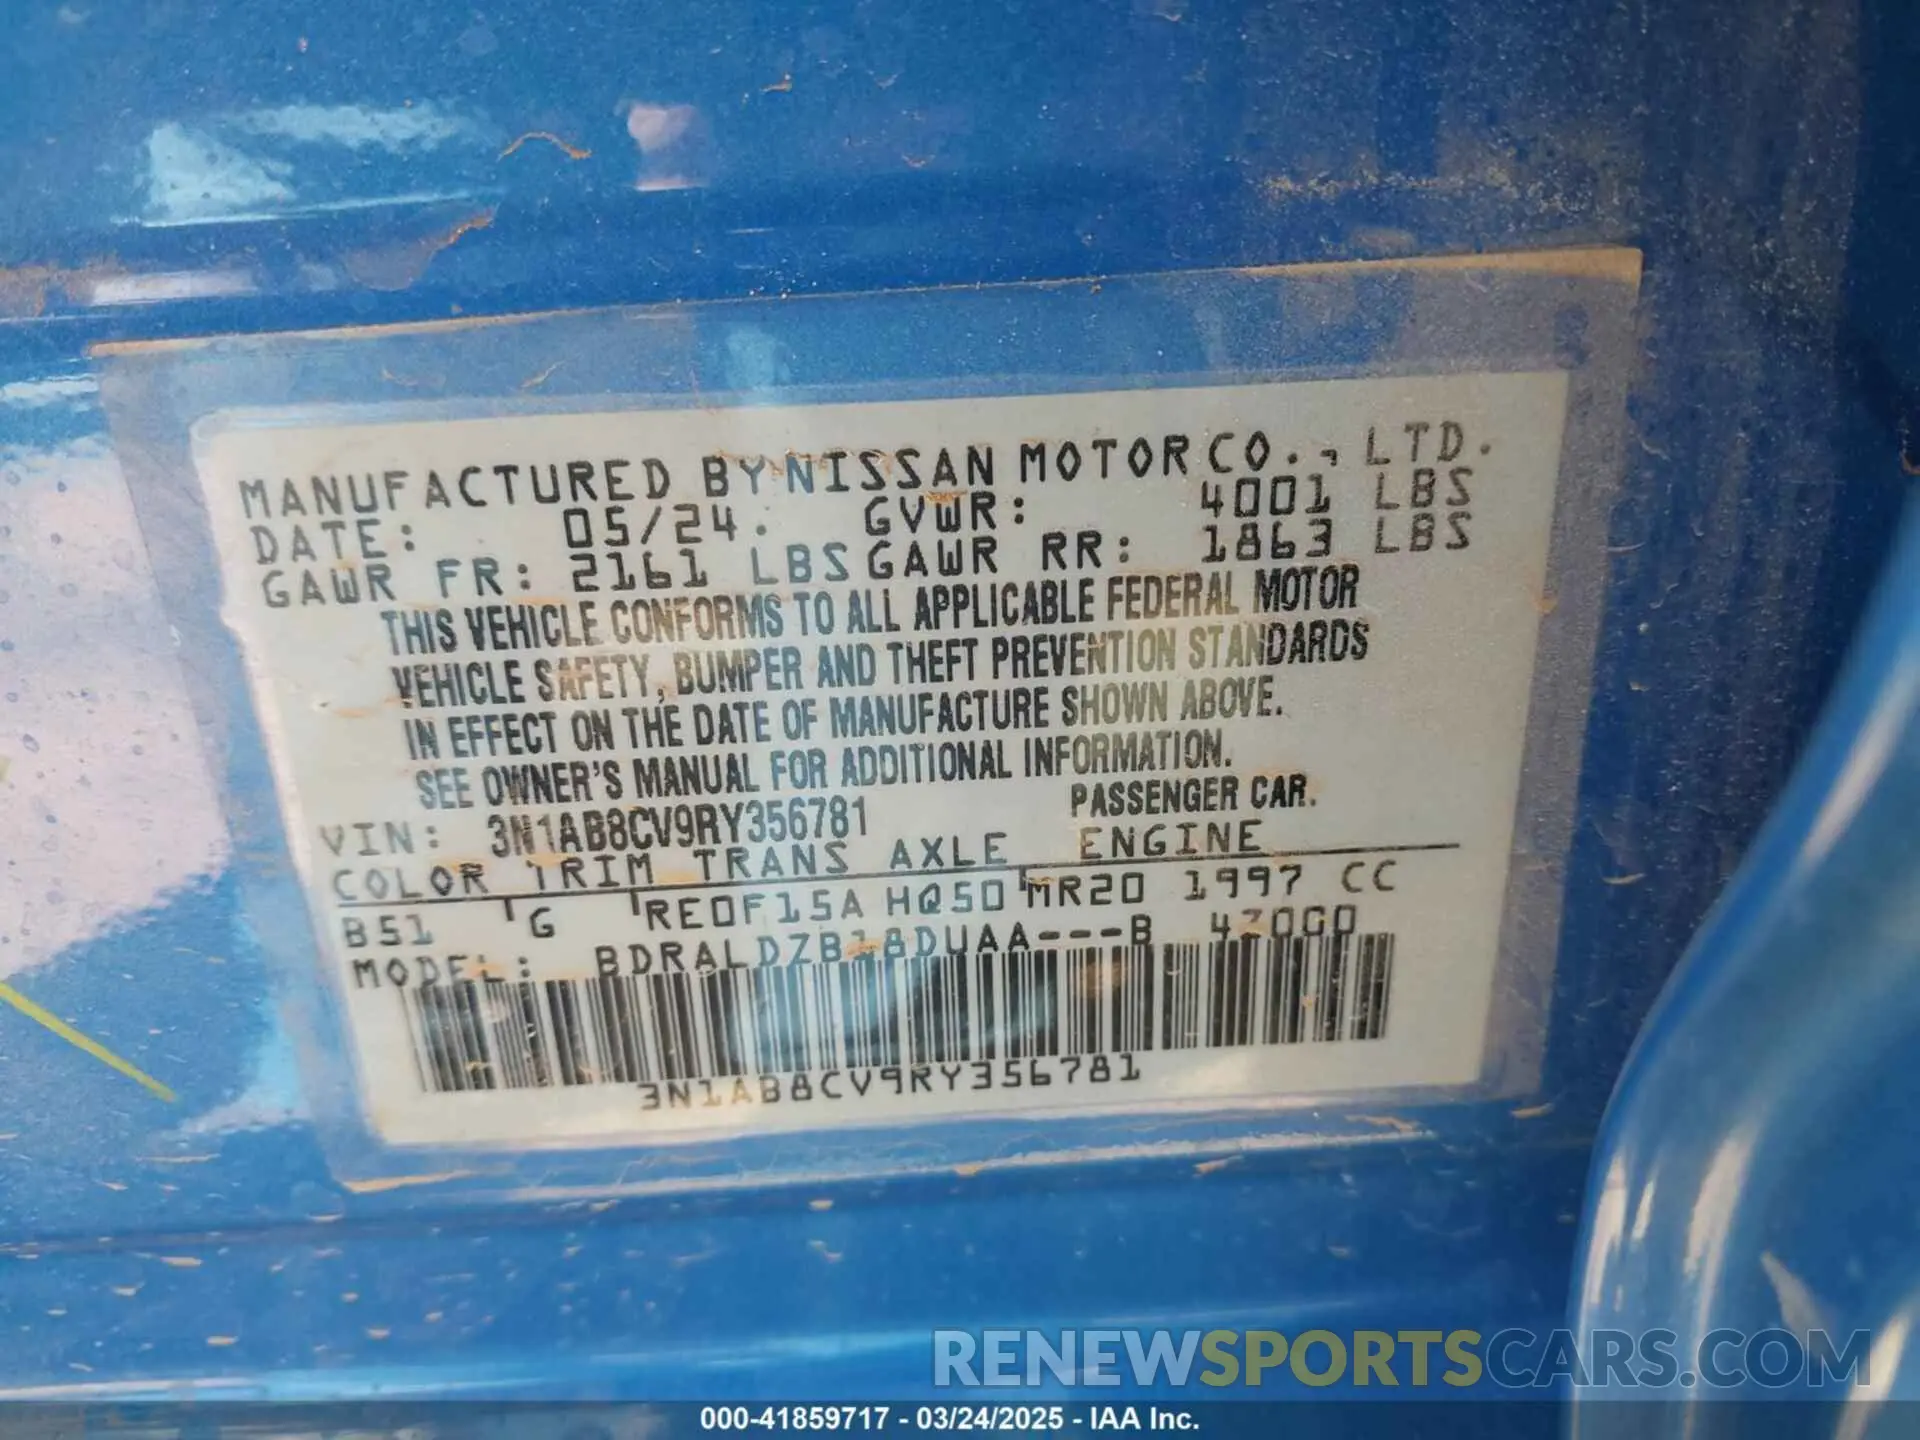 MANUFACTURED BY NISSAN MOTOR CO., LTD.
DATE: 05/24. GVWR: 4001 LBS
GAWR FR: 2161 LBS GAWR RR: 1863 LBS
THIS VEHICLE CONFORMS TO ALL APPLICABLE FEDERAL MOTOR
VEHICLE SAFETY, BUMPER AND THEFT PREVENTION STANDARDS
IN EFFECT ON THE DATE OF MANUFACTURE SHOWN ABOVE.
SEE OWNER'S MANUAL FOR ADDITIONAL INFORMATION.
VIN: 3N1AB8CV9RY356781 PASSENGER CAR.
COLOR TRIM TRANS AXLE ENGINE
B51 G RE0F15A HQ50 MR20 1997 CC
MODEL: BDRALDZB18DUAA---B
3N1AB8CV9RY356781
RENEWSPORTSCARS.COM
000-41859717 - 03/24/2025 - IAA Inc.